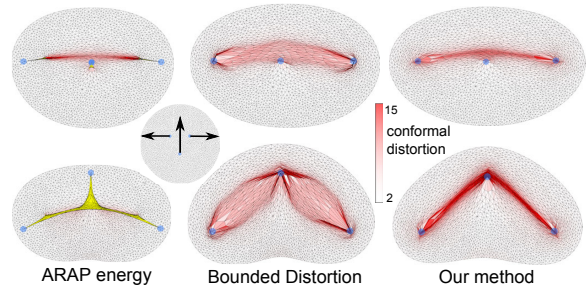 15
conformal
distortion
2
ARAP energy
Bounded Distortion
Our method